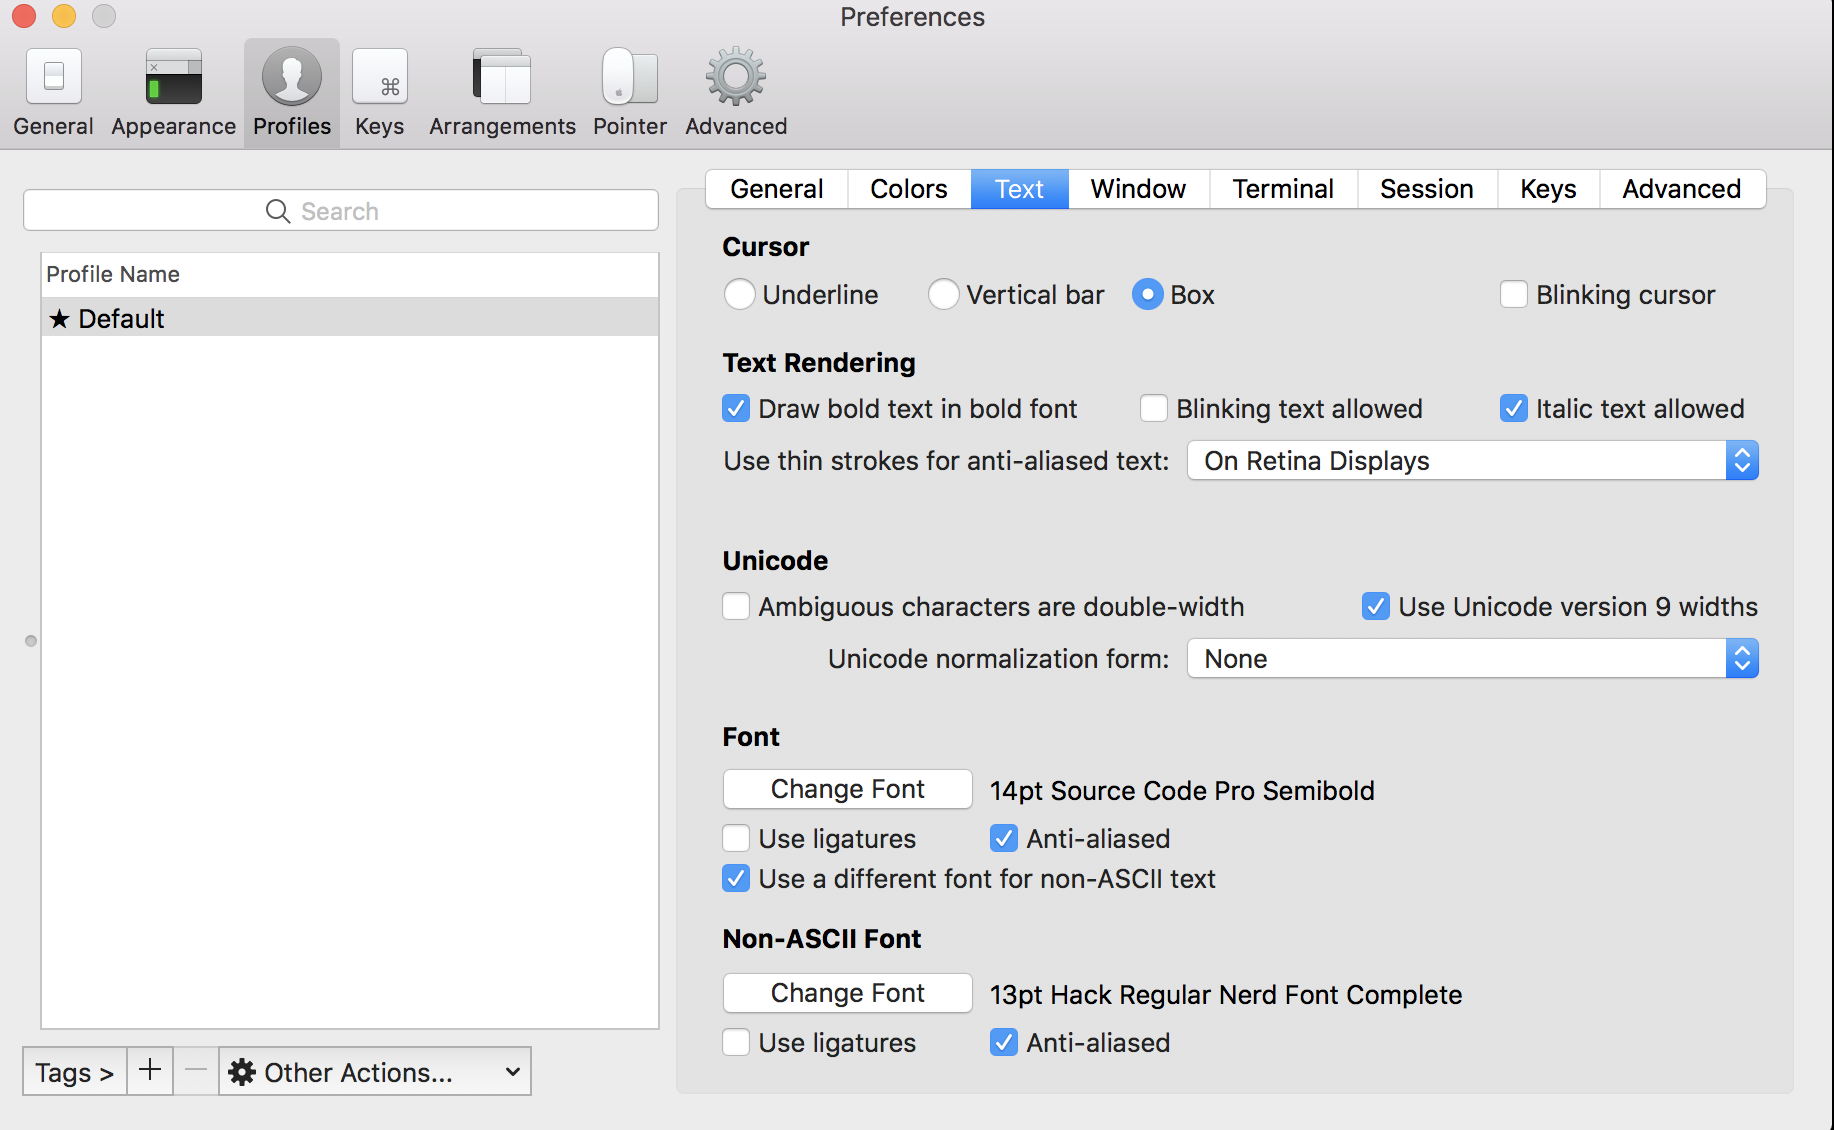 Preferences
General Appearance Profiles Keys Arrangements Pointer Advanced
Search
Profile Name
★ Default
Tags > + − Other Actions...
General Colors Text Window Terminal Session Keys Advanced
Cursor
Underline Vertical bar Box Blinking cursor
Text Rendering
Draw bold text in bold font Blinking text allowed Italic text allowed
Use thin strokes for anti-aliased text: On Retina Displays
Unicode
Ambiguous characters are double-width Use Unicode version 9 widths
Unicode normalization form: None
Font
Change Font 14pt Source Code Pro Semibold
Use ligatures Anti-aliased
Use a different font for non-ASCII text
Non-ASCII Font
Change Font 13pt Hack Regular Nerd Font Complete
Use ligatures Anti-aliased